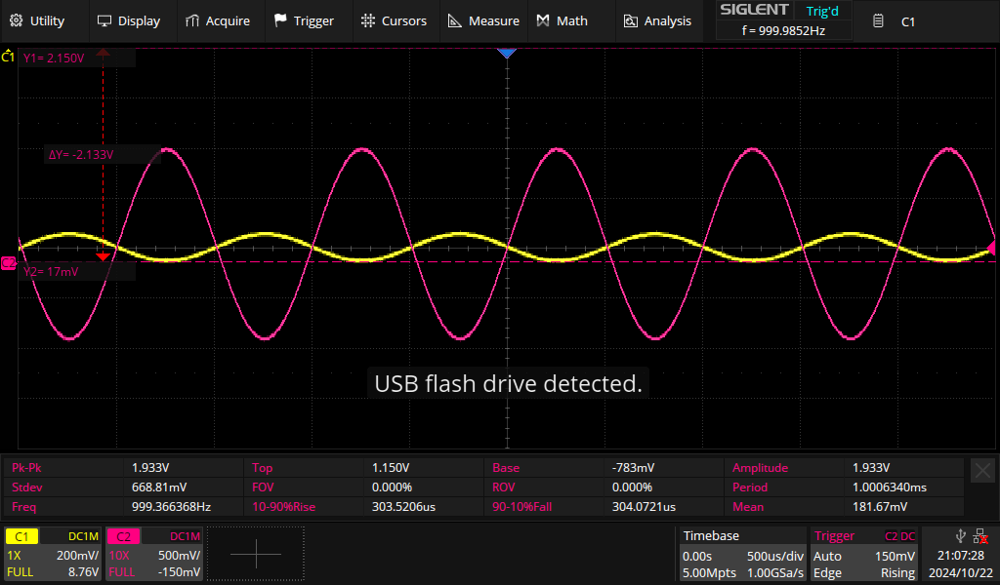 Utility Display Acquire Trigger Cursors Measure Math Analysis SIGLENT Trig'd C1
f = 999.9852Hz
C1 Y1= 2.150V
ΔY= -2.133V
C2 Y2= 17mV
USB flash drive detected.
Pk-Pk 1.933V Top 1.150V Base -783mV Amplitude 1.933V
Stdev 668.81mV FOV 0.000% ROV 0.000% Period 1.0006340ms
Freq 999.366368Hz 10-90%Rise 303.5206us 90-10%Fall 304.0721us Mean 181.67mV
C1 DC1M C2 DC1M Timebase Trigger C2 DC
1X 200mV/ 10X 500mV/ 0.00s 500us/div Auto 150mV 21:07:28
FULL 8.76V FULL -150mV 5.00Mpts 1.00GSa/s Edge Rising 2024/10/22